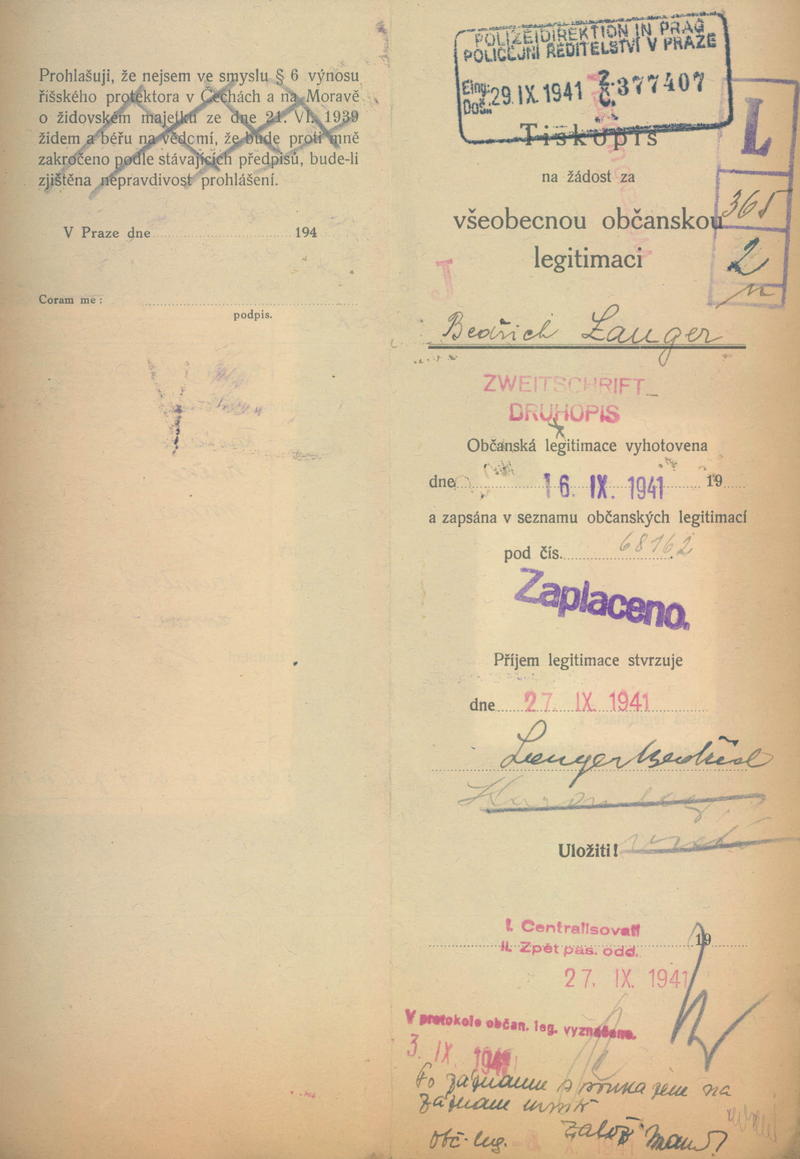 Prohlašuji, že nejsem ve smyslu § 6 výnosu
říšského protektora v Čechách a na Moravě
o židovském majetku ze dne 21. VI. 1939
židem a béřu na vědomí, že bude proti mně
zakročeno podle stávajících předpisů, bude-li
zjištěna nepravdivost prohlášení.
V Praze dne 194
Coram me:
podpis.
POLIZEIDIREKTION IN PRAG
POLICEJNÍ ŘEDITELSTVÍ V PRAZE
Eing:
Doš.: 29. IX. 1941 Z. Č. 377407
Tiskopis
na žádost za
všeobecnou občanskou
legitimaci
L
365
2
J
Bedřich Langer
ZWEITSCHRIFT
DRUHOPIS
Občanská legitimace vyhotovena
dne 16. IX. 1941 19
a zapsána v seznamu občanských legitimací
pod čís. 68162
Zaplaceno.
Příjem legitimace stvrzuje
dne 27. IX. 1941
Langer Bedřich
Uložiti!
I. Centralisovati
II. Zpět pas. odd.
19
27. IX. 1941
V protokole občan. leg. vyznačeno.
3. IX. 1941
Po
na
Obč. leg.